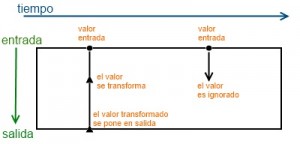 tiempo
valor
entrada
valor
entrada
entrada
el valor
se transforma
el valor
es ignorado
el valor transformado
se pone en salida
salida